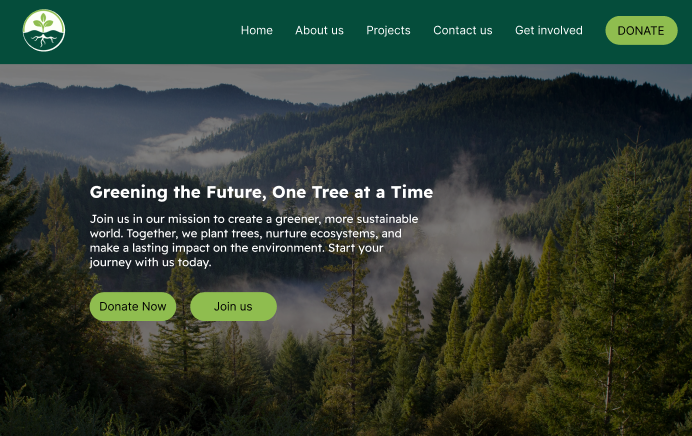 Home About us Projects Contact us Get involved DONATE
Greening the Future, One Tree at a Time
Join us in our mission to create a greener, more sustainable
world. Together, we plant trees, nurture ecosystems, and
make a lasting impact on the environment. Start your
journey with us today.
Donate Now Join us